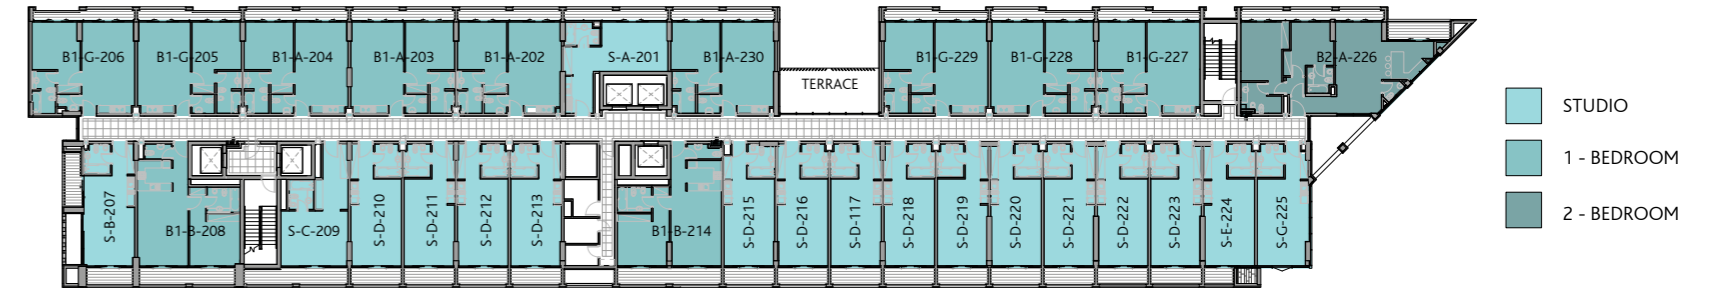 B1-G-206
B1-G-205
B1-A-204
B1-A-203
B1-A-202
S-A-201
B1-A-230
TERRACE
B1-G-229
B1-G-228
B1-G-227
B2-A-226
S-B-207
B1-B-208
S-C-209
S-D-210
S-D-211
S-D-212
S-D-213
B1-B-214
S-D-215
S-D-216
S-D-117
S-D-218
S-D-219
S-D-220
S-D-221
S-D-222
S-D-223
S-E-224
S-G-225
STUDIO
1 - BEDROOM
2 - BEDROOM